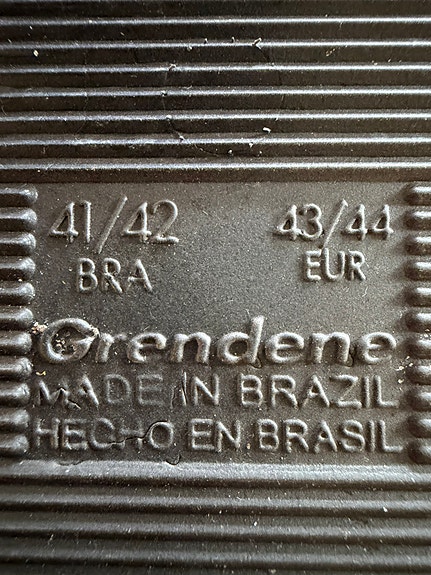 41/42 43/44
BRA EUR
Grendene
MADE IN BRAZIL
HECHO EN BRASIL